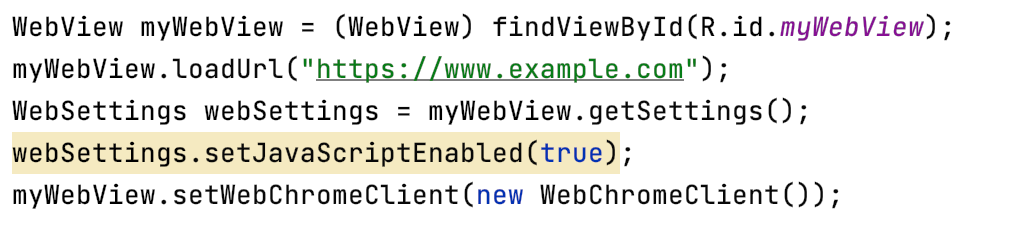 WebView myWebView = (WebView) findViewById(R.id.myWebView);
myWebView.loadUrl("https://www.example.com");
WebSettings webSettings = myWebView.getSettings();
webSettings.setJavaScriptEnabled(true);
myWebView.setWebChromeClient(new WebChromeClient());